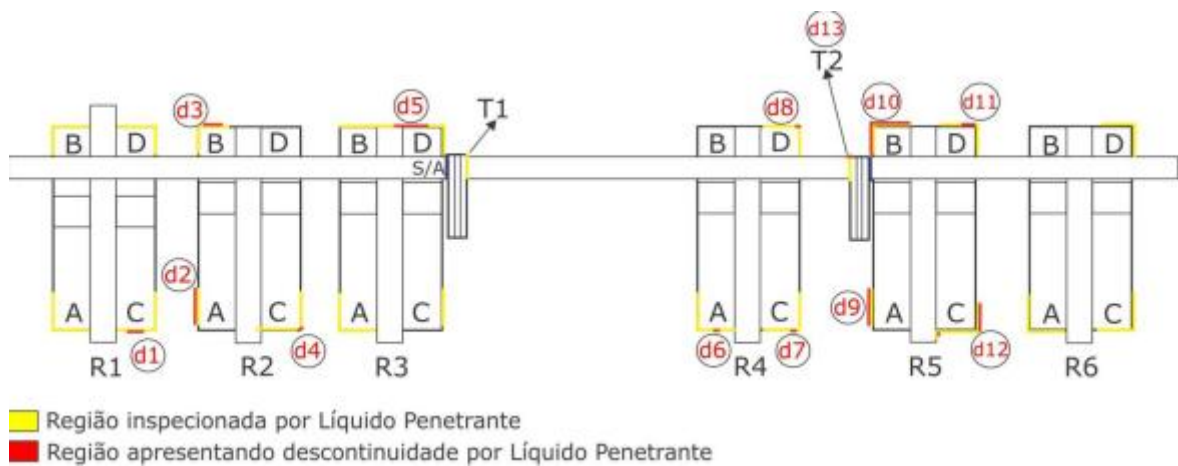 d13
T2
d3 d5 T1 d8 d10 d11
B D B D B D B D B D B D
S/A
d2 d9
A C A C A C A C A C A C
d1 d4 d6 d7 d12
R1 R2 R3 R4 R5 R6
Região inspecionada por Líquido Penetrante
Região apresentando descontinuidade por Líquido Penetrante